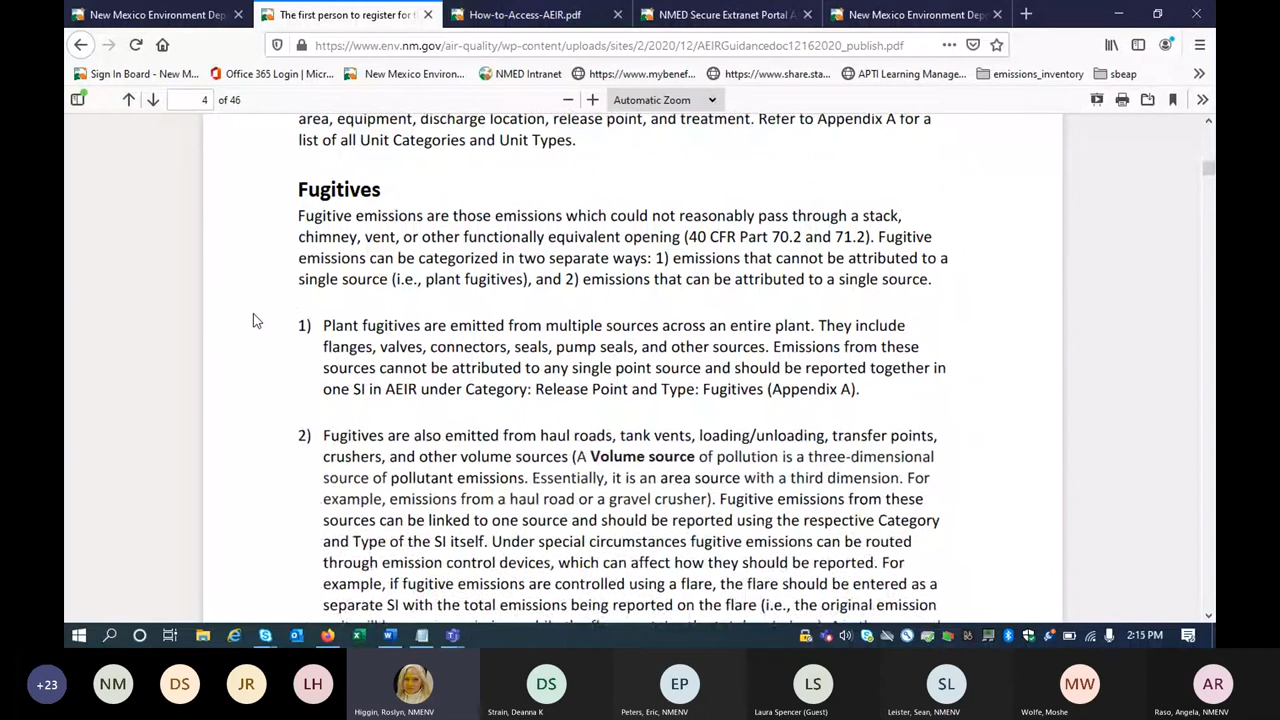 New Mexico Environment Dep
The first person to register for t
How-to-Access-AEIR.pdf
NMED Secure Extranet Portal A
New Mexico Environment Dep
https://www.env.nm.gov/air-quality/wp-content/uploads/sites/2/2020/12/AEIRGuidancedoc12162020_publish.pdf
Sign In Board - New M...
Office 365 Login | Micr...
New Mexico Environ...
NMED Intranet
https://www.mybenef...
https://www.share.sta...
APTI Learning Manage...
emissions_inventory
sbeap
4 of 46
Automatic Zoom
area, equipment, discharge location, release point, and treatment. Refer to Appendix A for a
list of all Unit Categories and Unit Types.
Fugitives
Fugitive emissions are those emissions which could not reasonably pass through a stack,
chimney, vent, or other functionally equivalent opening (40 CFR Part 70.2 and 71.2). Fugitive
emissions can be categorized in two separate ways: 1) emissions that cannot be attributed to a
single source (i.e., plant fugitives), and 2) emissions that can be attributed to a single source.
1) Plant fugitives are emitted from multiple sources across an entire plant. They include
flanges, valves, connectors, seals, pump seals, and other sources. Emissions from these
sources cannot be attributed to any single point source and should be reported together in
one SI in AEIR under Category: Release Point and Type: Fugitives (Appendix A).
2) Fugitives are also emitted from haul roads, tank vents, loading/unloading, transfer points,
crushers, and other volume sources (A Volume source of pollution is a three-dimensional
source of pollutant emissions. Essentially, it is an area source with a third dimension. For
example, emissions from a haul road or a gravel crusher). Fugitive emissions from these
sources can be linked to one source and should be reported using the respective Category
and Type of the SI itself. Under special circumstances fugitive emissions can be routed
through emission control devices, which can affect how they should be reported. For
example, if fugitive emissions are controlled using a flare, the flare should be entered as a
separate SI with the total emissions being reported on the flare (i.e., the original emission
2:15 PM
+23
NM
DS
JR
LH
DS
EP
LS
SL
MW
AR
Higgin, Roslyn, NMENV
Strain, Deanna K
Peters, Eric, NMENV
Laura Spencer (Guest)
Leister, Sean, NMENV
Wolfe, Moshe
Raso, Angela, NMENV